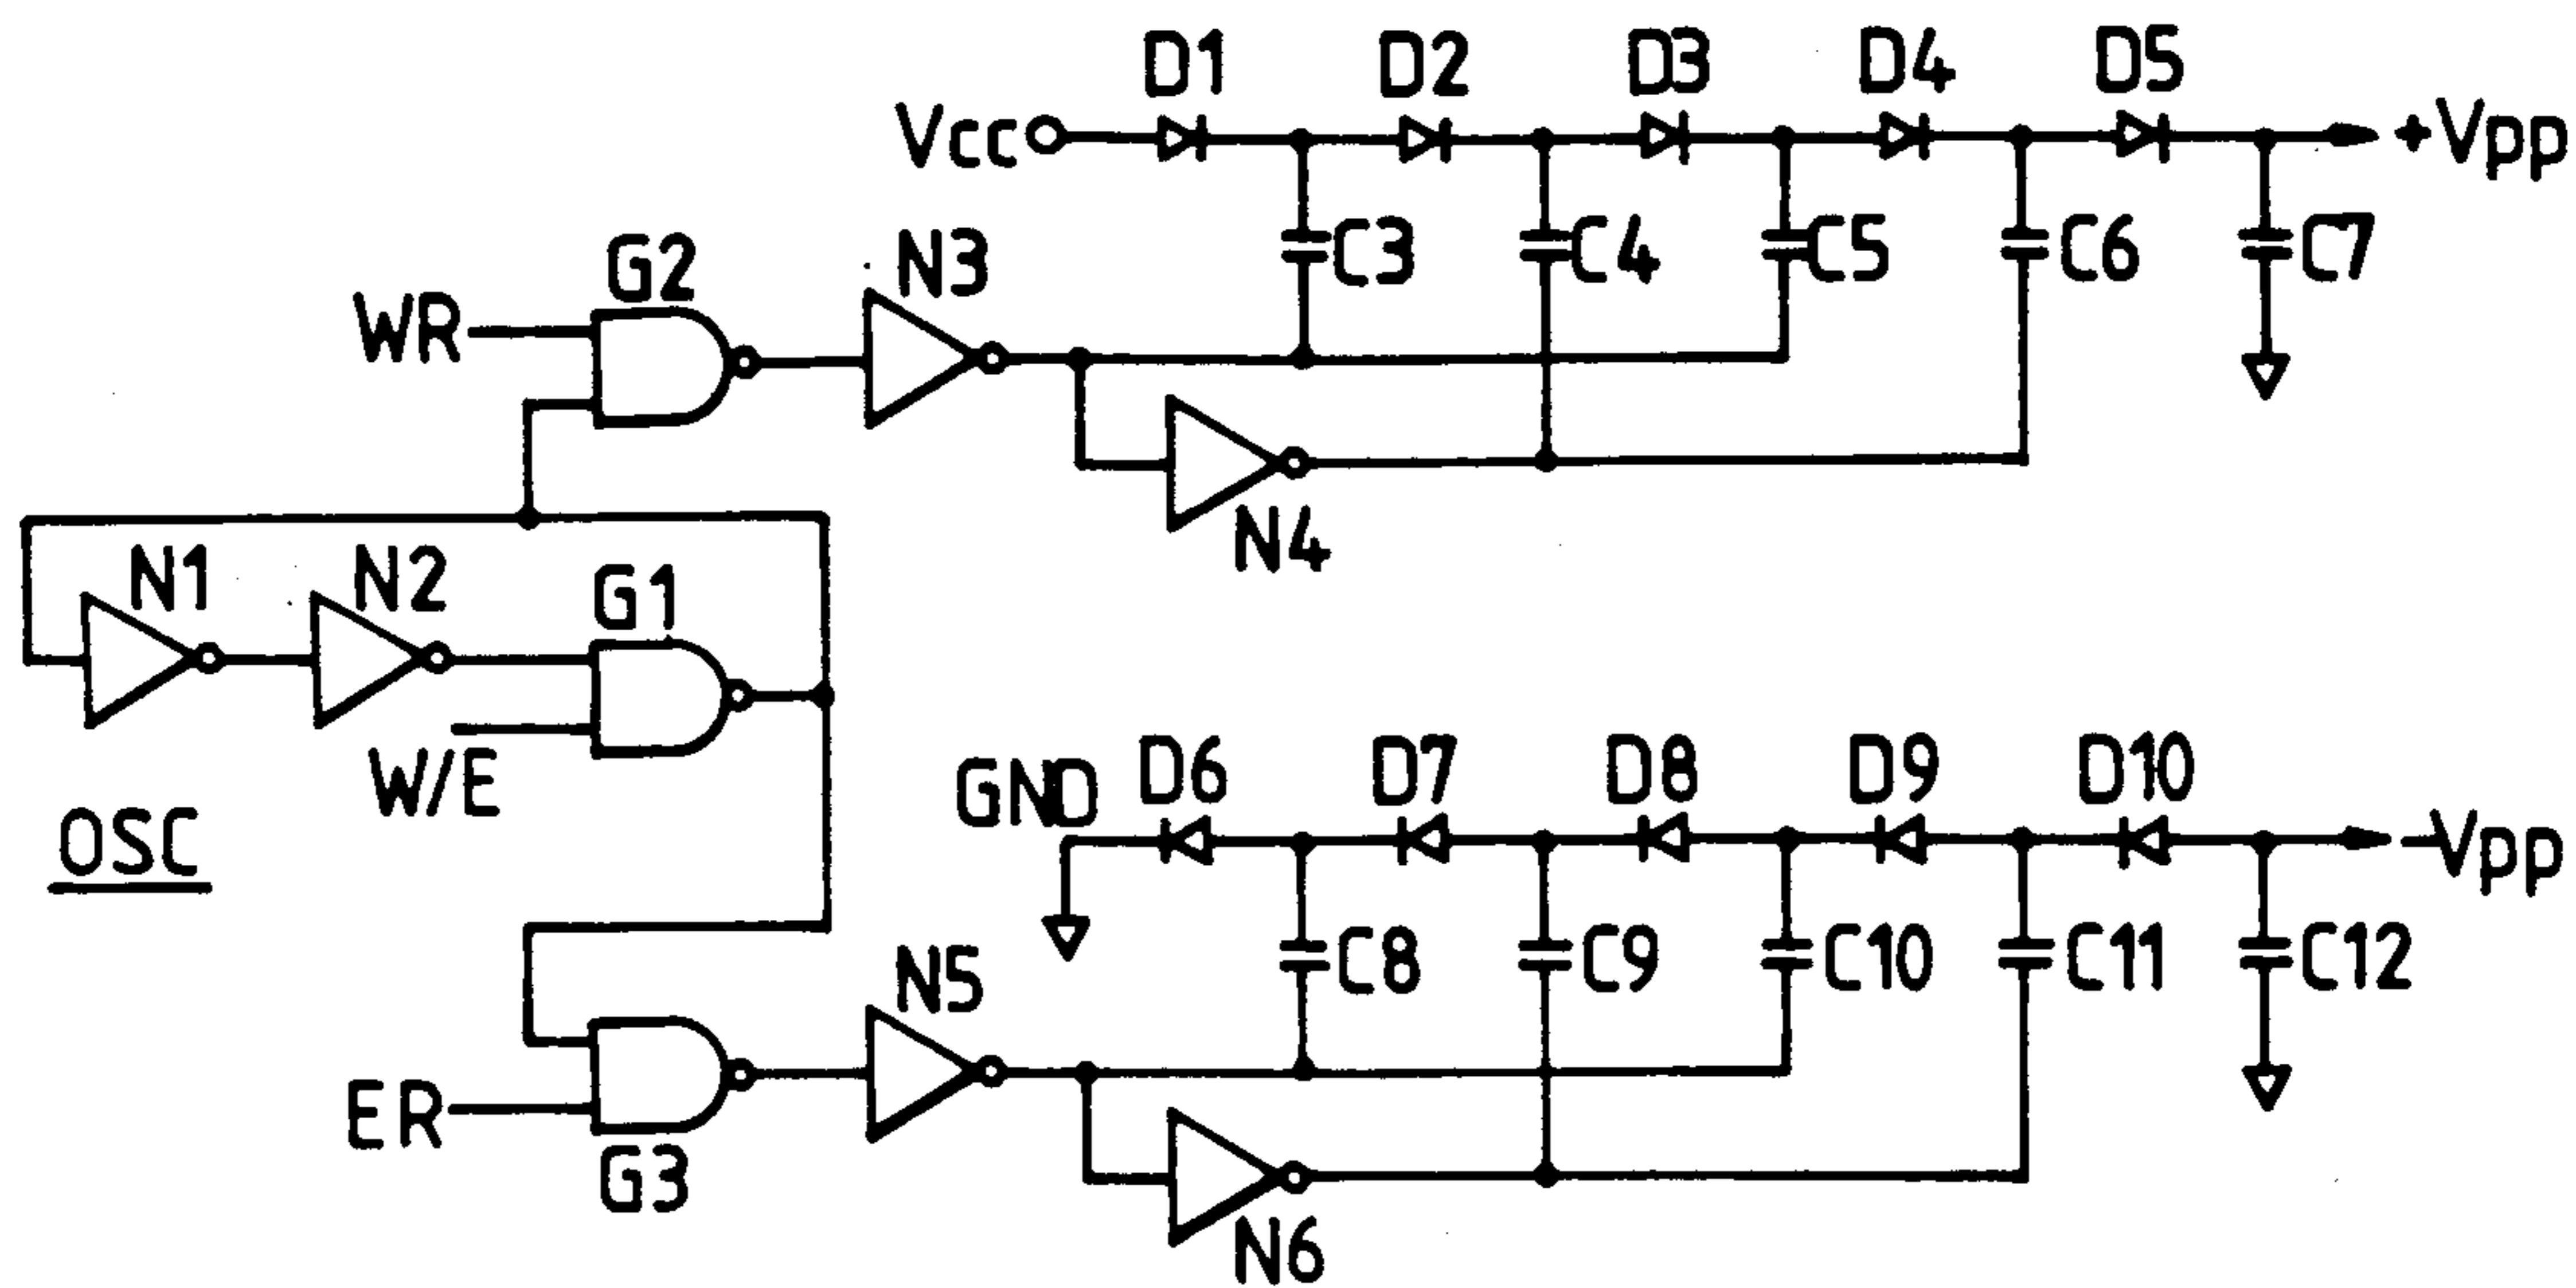 D1 D2 D3 D4 D5
Vcc +Vpp
G2 N3 C3 C4 C5 C6 C7
WR
N4
N1 N2 G1
W/E
OSC
GND D6 D7 D8 D9 D10
-Vpp
N5 C8 C9 C10 C11 C12
ER
G3
N6